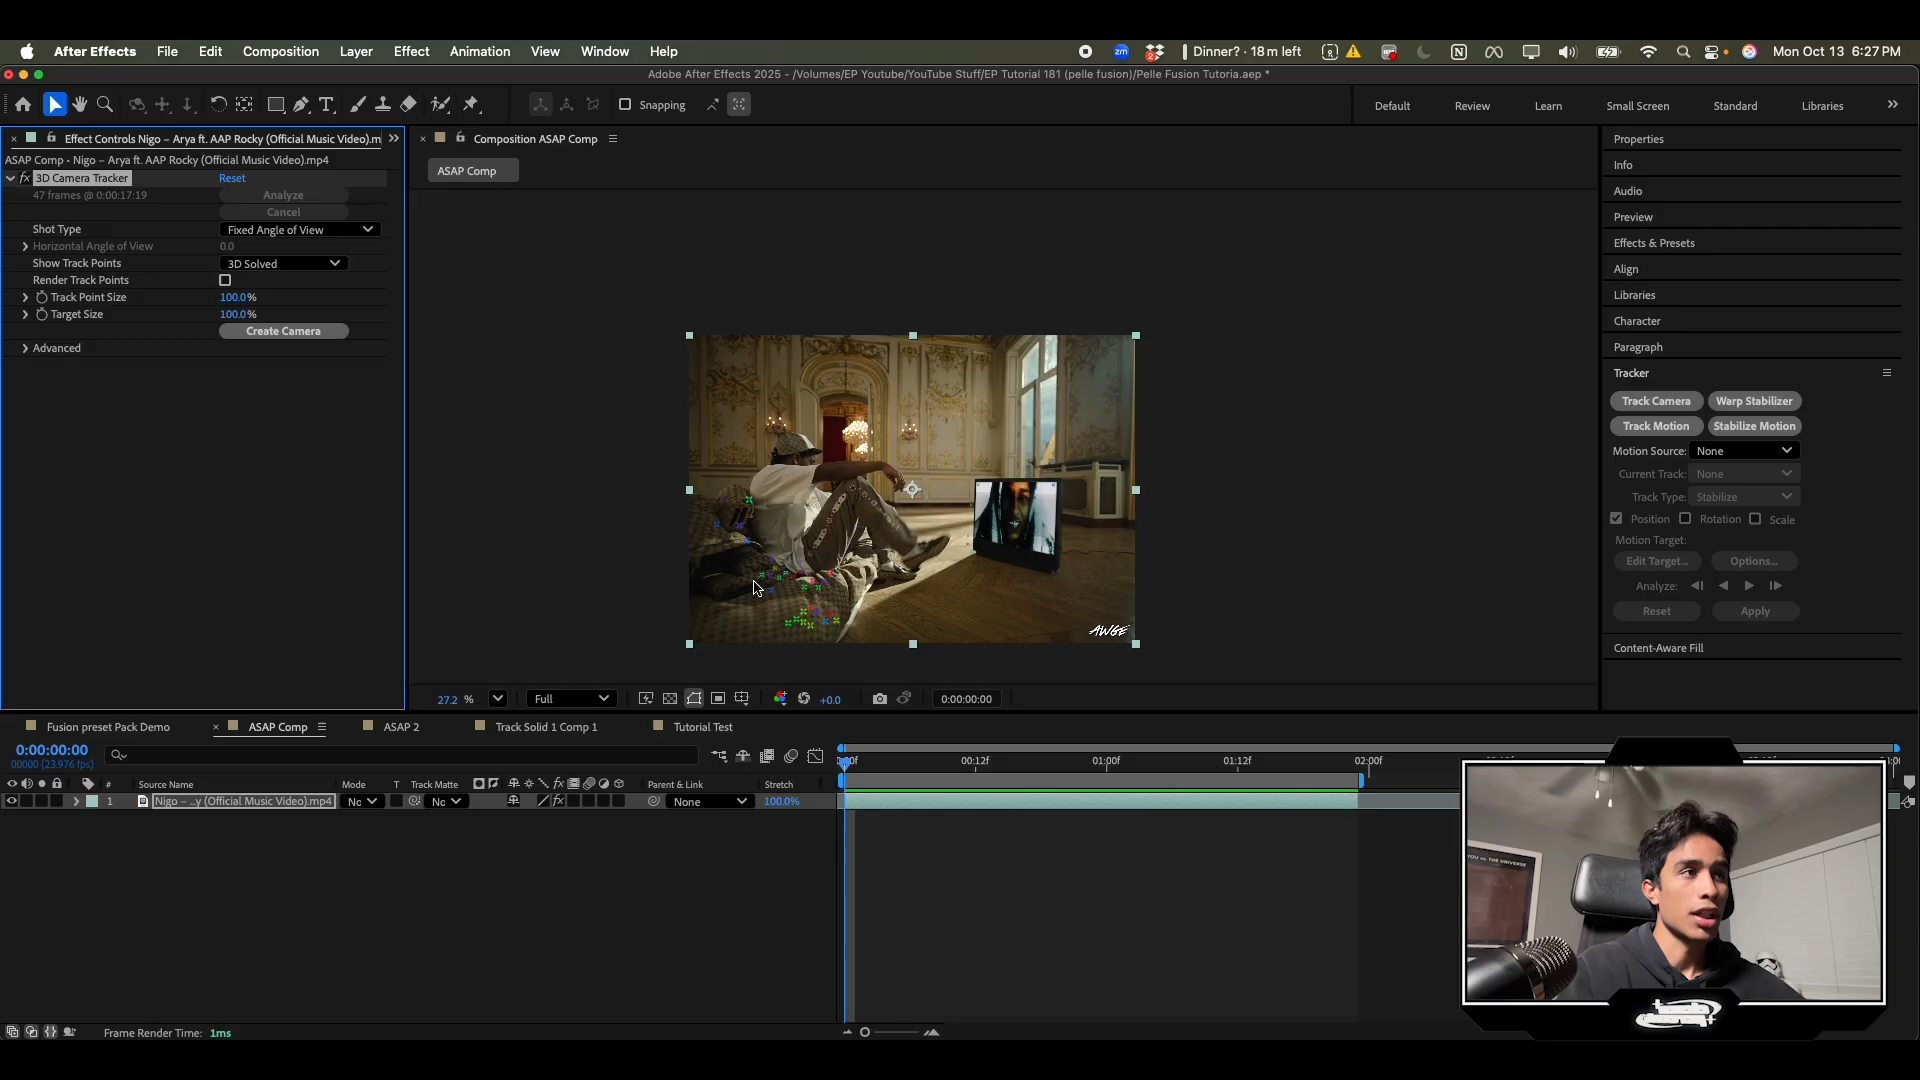 After Effects File Edit Composition Layer Effect Animation View Window Help
zm 2 Dinner? · 18 m left Mon Oct 13 6:27 PM
Adobe After Effects 2025 - /Volumes/EP Youtube/YouTube Stuff/EP Tutorial 181 (pelle fusion)/Pelle Fusion Tutoria.aep *
Snapping Default Review Learn Small Screen Standard Libraries
Effect Controls Nigo – Arya ft. AAP Rocky (Official Music Video).m
ASAP Comp • Nigo – Arya ft. AAP Rocky (Official Music Video).mp4
fx 3D Camera Tracker Reset
47 frames @ 0:00:17:19 Analyze
Cancel
Shot Type Fixed Angle of View
Horizontal Angle of View 0.0
Show Track Points 3D Solved
Render Track Points
Track Point Size 100.0%
Target Size 100.0%
Create Camera
Advanced
Composition ASAP Comp
ASAP Comp
AWGE
27.2 % Full +0.0 0:00:00:00
Properties
Info
Audio
Preview
Effects & Presets
Align
Libraries
Character
Paragraph
Tracker
Track Camera Warp Stabilizer
Track Motion Stabilize Motion
Motion Source: None
Current Track: None
Track Type: Stabilize
Position Rotation Scale
Motion Target:
Edit Target... Options...
Analyze:
Reset Apply
Content-Aware Fill
Fusion preset Pack Demo ASAP Comp ASAP 2 Track Solid 1 Comp 1 Tutorial Test
0:00:00:00
00000 (23.976 fps)
00:12f 01:00f 01:12f 02:00f
# Source Name Mode T Track Matte Parent & Link Stretch
1 Nigo – ...y (Official Music Video).mp4 Nc Nc None 100.0%
YOU vs. THE UNIVERSE
Frame Render Time: 1ms